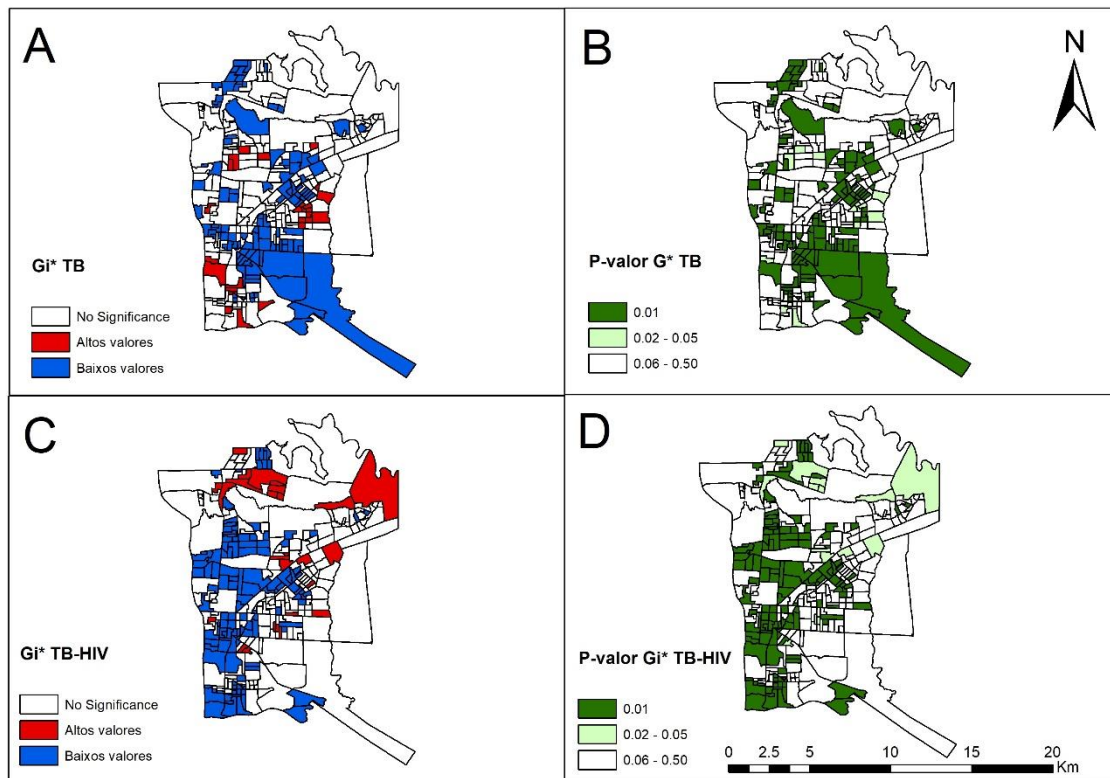 A
Gi* TB
No Significance
Altos valores
Baixos valores
B
N
P-valor G* TB
0.01
0.02 - 0.05
0.06 - 0.50
C
Gi* TB-HIV
No Significance
Altos valores
Baixos valores
D
P-valor Gi* TB-HIV
0.01
0.02 - 0.05
0.06 - 0.50
0 2.5 5 10 15 20
Km